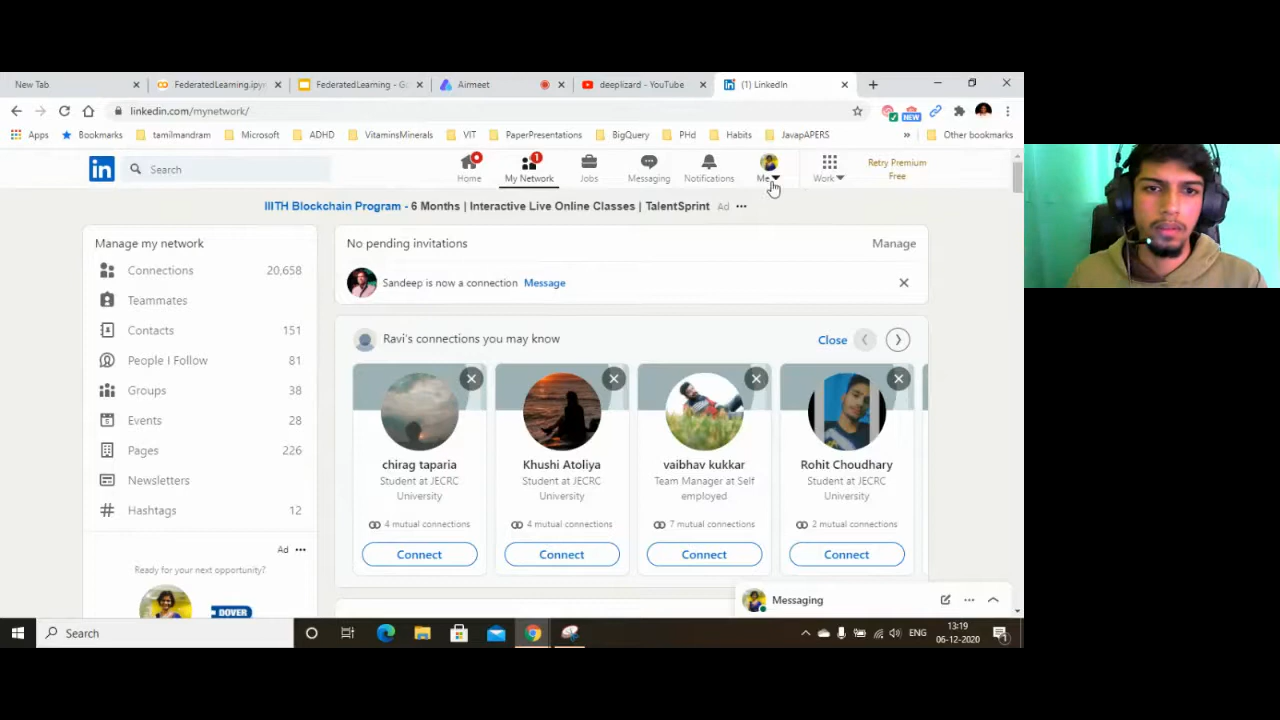 New Tab
FederatedLearning.ipyn
FederatedLearning - G
Airmeet
deeplizard - YouTube
(1) LinkedIn
linkedin.com/mynetwork/
NEW
Apps
Bookmarks
tamilmandram
Microsoft
ADHD
VitaminsMinerals
VIT
PaperPresentations
BigQuery
PHd
Habits
JavapAPERS
»
Other bookmarks
in
Search
Home
1
My Network
Jobs
Messaging
Notifications
Me
Work
Retry Premium
Free
IIITH Blockchain Program - 6 Months | Interactive Live Online Classes | TalentSprint Ad
Manage my network
Connections 20,658
Teammates
Contacts 151
People I Follow 81
Groups 38
Events 28
Pages 226
Newsletters
Hashtags 12
Ad
Ready for your next opportunity?
DOVER
No pending invitations
Manage
Sandeep is now a connection Message
Ravi's connections you may know
Close
chirag taparia
Student at JECRC
University
4 mutual connections
Connect
Khushi Atoliya
Student at JECRC
University
4 mutual connections
Connect
vaibhav kukkar
Team Manager at Self
employed
7 mutual connections
Connect
Rohit Choudhary
Student at JECRC
University
2 mutual connections
Connect
Messaging
Search
ENG
13:19
06-12-2020
1